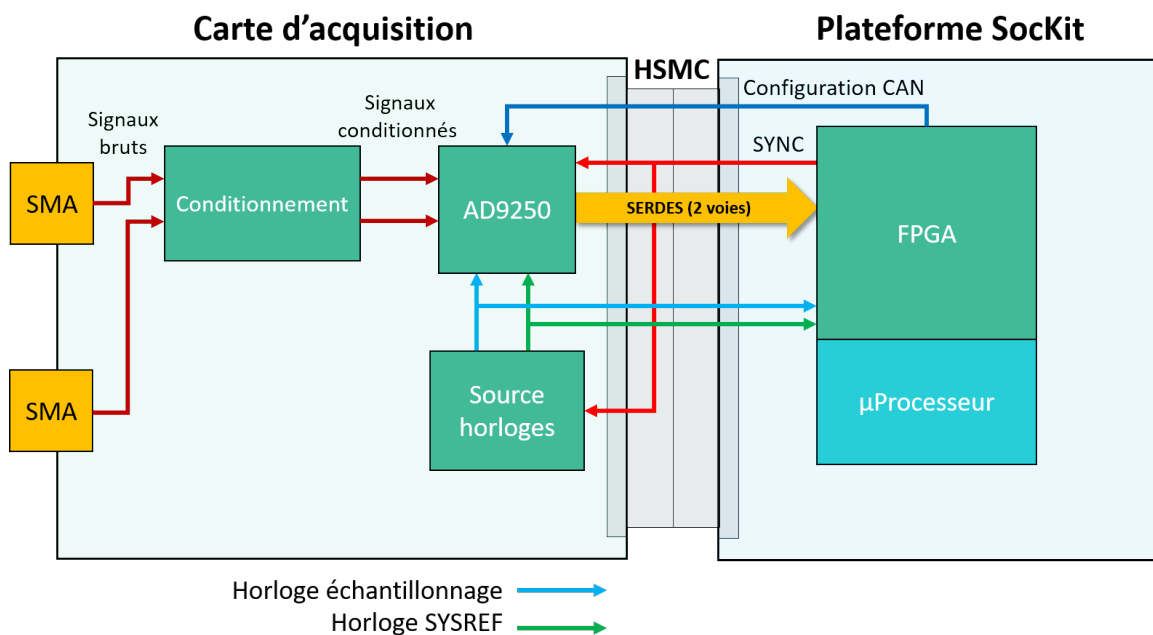 Carte d’acquisition
Plateforme SocKit
HSMC
Configuration CAN
Signaux
bruts
Signaux
conditionnés
SYNC
SMA
Conditionnement
AD9250
SERDES (2 voies)
FPGA
SMA
Source
horloges
µProcesseur
Horloge échantillonnage
Horloge SYSREF